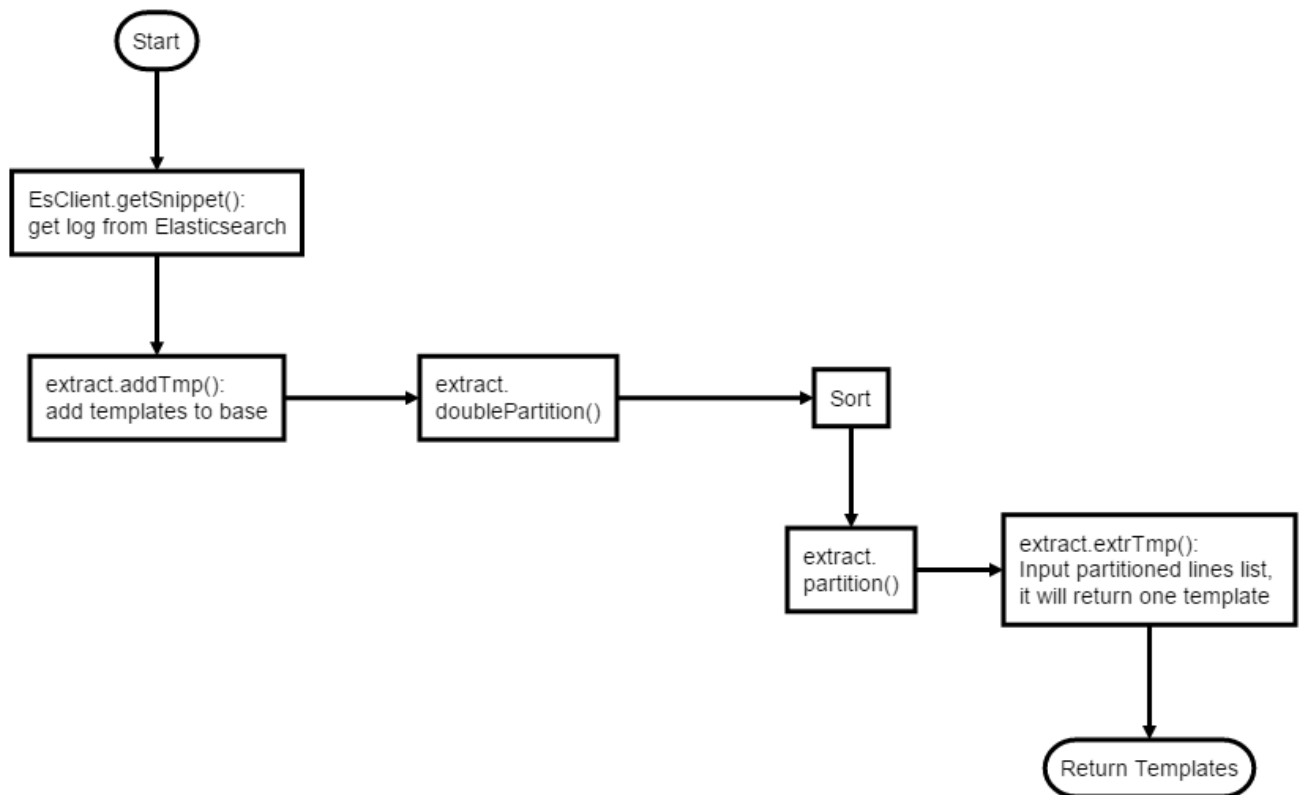 Start
EsClient.getSnippet():
get log from Elasticsearch
extract.addTmp():
add templates to base
extract.
doublePartition()
Sort
extract.
partition()
extract.extrTmp():
Input partitioned lines list,
it will return one template
Return Templates